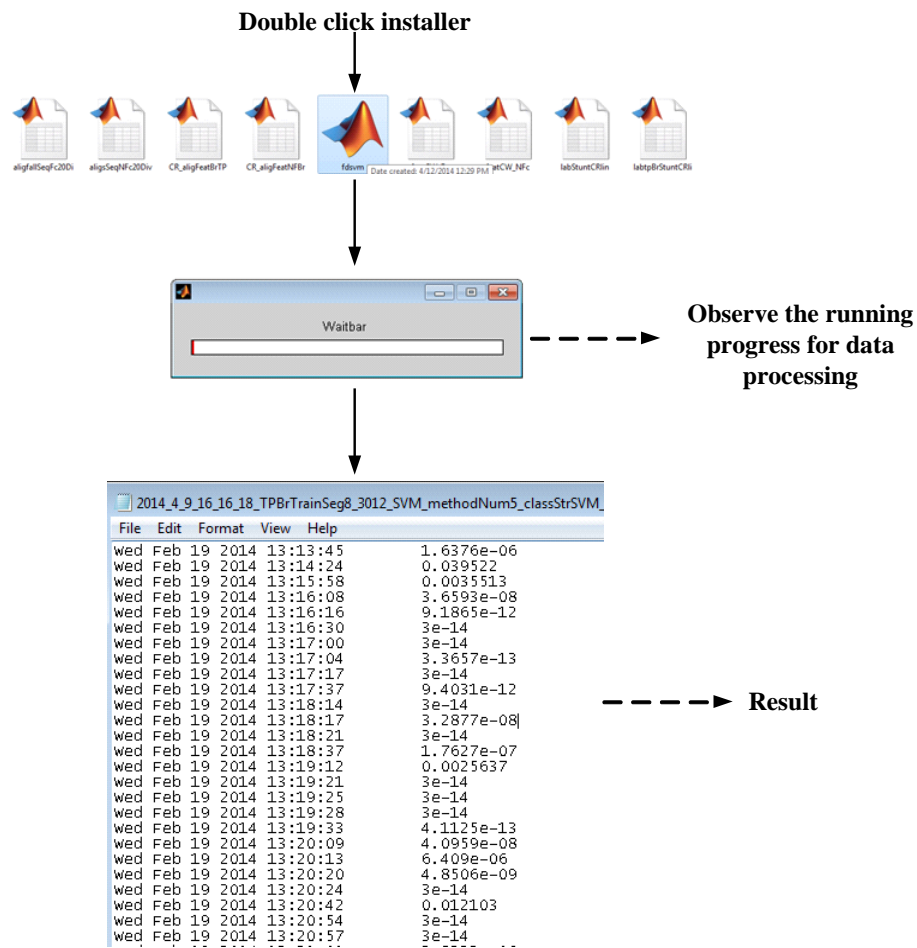 Double click installer
aligfallSeqFc20Di
aligsSeqNFc20Div
CR_aligFeatBrTP
CR_aligFeatNFBr
fdsvm
atCW_NFc
labStuntCRlin
labtpBrStuntCRli
Date created: 4/12/2014 12:29 PM
Waitbar
Observe the running
progress for data
processing
2014_4_9_16_16_18_TPBrTrainSeg8_3012_SVM_methodNum5_classStrSVM_
File Edit Format View Help
Wed Feb 19 2014 13:13:45 1.6376e-06
Wed Feb 19 2014 13:14:24 0.039522
Wed Feb 19 2014 13:15:58 0.0035513
Wed Feb 19 2014 13:16:08 3.6593e-08
Wed Feb 19 2014 13:16:16 9.1865e-12
Wed Feb 19 2014 13:16:30 3e-14
Wed Feb 19 2014 13:17:00 3e-14
Wed Feb 19 2014 13:17:04 3.3657e-13
Wed Feb 19 2014 13:17:17 3e-14
Wed Feb 19 2014 13:17:37 9.4031e-12
Wed Feb 19 2014 13:18:14 3e-14
Wed Feb 19 2014 13:18:17 3.2877e-08
Wed Feb 19 2014 13:18:21 3e-14
Wed Feb 19 2014 13:18:37 1.7627e-07
Wed Feb 19 2014 13:19:12 0.0025637
Wed Feb 19 2014 13:19:21 3e-14
Wed Feb 19 2014 13:19:25 3e-14
Wed Feb 19 2014 13:19:28 3e-14
Wed Feb 19 2014 13:19:33 4.1125e-13
Wed Feb 19 2014 13:20:09 4.0959e-08
Wed Feb 19 2014 13:20:13 6.409e-06
Wed Feb 19 2014 13:20:20 4.8506e-09
Wed Feb 19 2014 13:20:24 3e-14
Wed Feb 19 2014 13:20:42 0.012103
Wed Feb 19 2014 13:20:54 3e-14
Wed Feb 19 2014 13:20:57 3e-14
Result